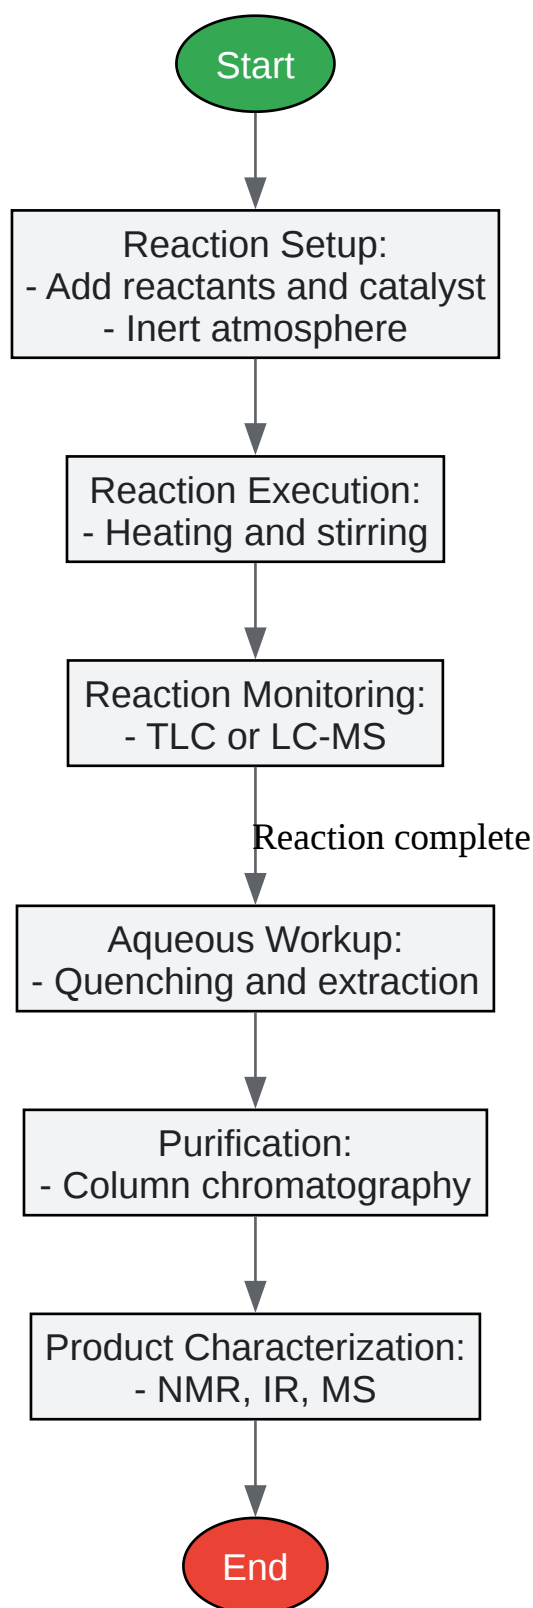 Start
Reaction Setup:
- Add reactants and catalyst
- Inert atmosphere
Reaction Execution:
- Heating and stirring
Reaction Monitoring:
- TLC or LC-MS
Reaction complete
Aqueous Workup:
- Quenching and extraction
Purification:
- Column chromatography
Product Characterization:
- NMR, IR, MS
End